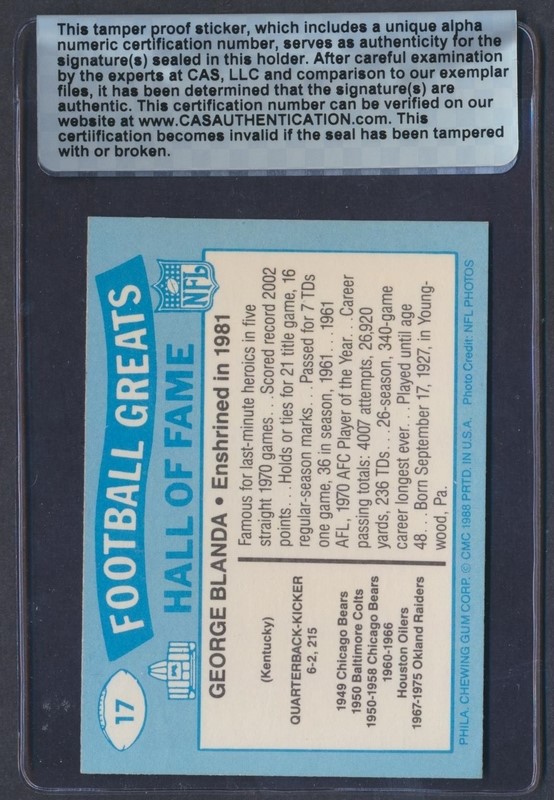 This tamper proof sticker, which includes a unique alpha
numeric certification number, serves as authenticity for the
signature(s) sealed in this holder. After careful examination
by the experts at CAS, LLC and comparison to our exemplar
files, it has been determined that the signature(s) are
authentic. This certification number can be verified on our
website at www.CASAUTHENTICATION.com. This
certiification becomes invalid if the seal has been tampered
with or broken.
17
FOOTBALL GREATS
HALL OF FAME
NFL
GEORGE BLANDA • Enshrined in 1981
(Kentucky)
QUARTERBACK-KICKER
6-2, 215
1949 Chicago Bears
1950 Baltimore Colts
1950-1958 Chicago Bears
1960-1966
Houston Oilers
1967-1975 Okland Raiders
Famous for last-minute heroics in five
straight 1970 games...Scored record 2002
points....Holds or ties for 21 title game, 16
regular-season marks...Passed for 7 TDs
one game, 36 in season, 1961....1961
AFL, 1970 AFC Player of the Year...Career
passing totals: 4007 attempts, 26,920
yards, 236 TDs....26-season, 340-game
career longest ever....Played until age
48....Born September 17, 1927, in Young-
wood, Pa.
PHILA. CHEWING GUM CORP. © CMC 1988 PRTD. IN U.S.A. Photo Credit: NFL PHOTOS